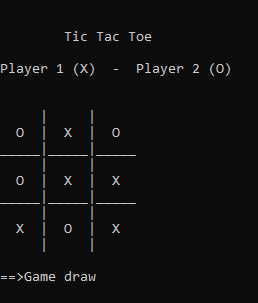 Tic Tac Toe
Player 1 (X)  -  Player 2 (O)
O | X | O
O | X | X
X | O | X
==>Game draw